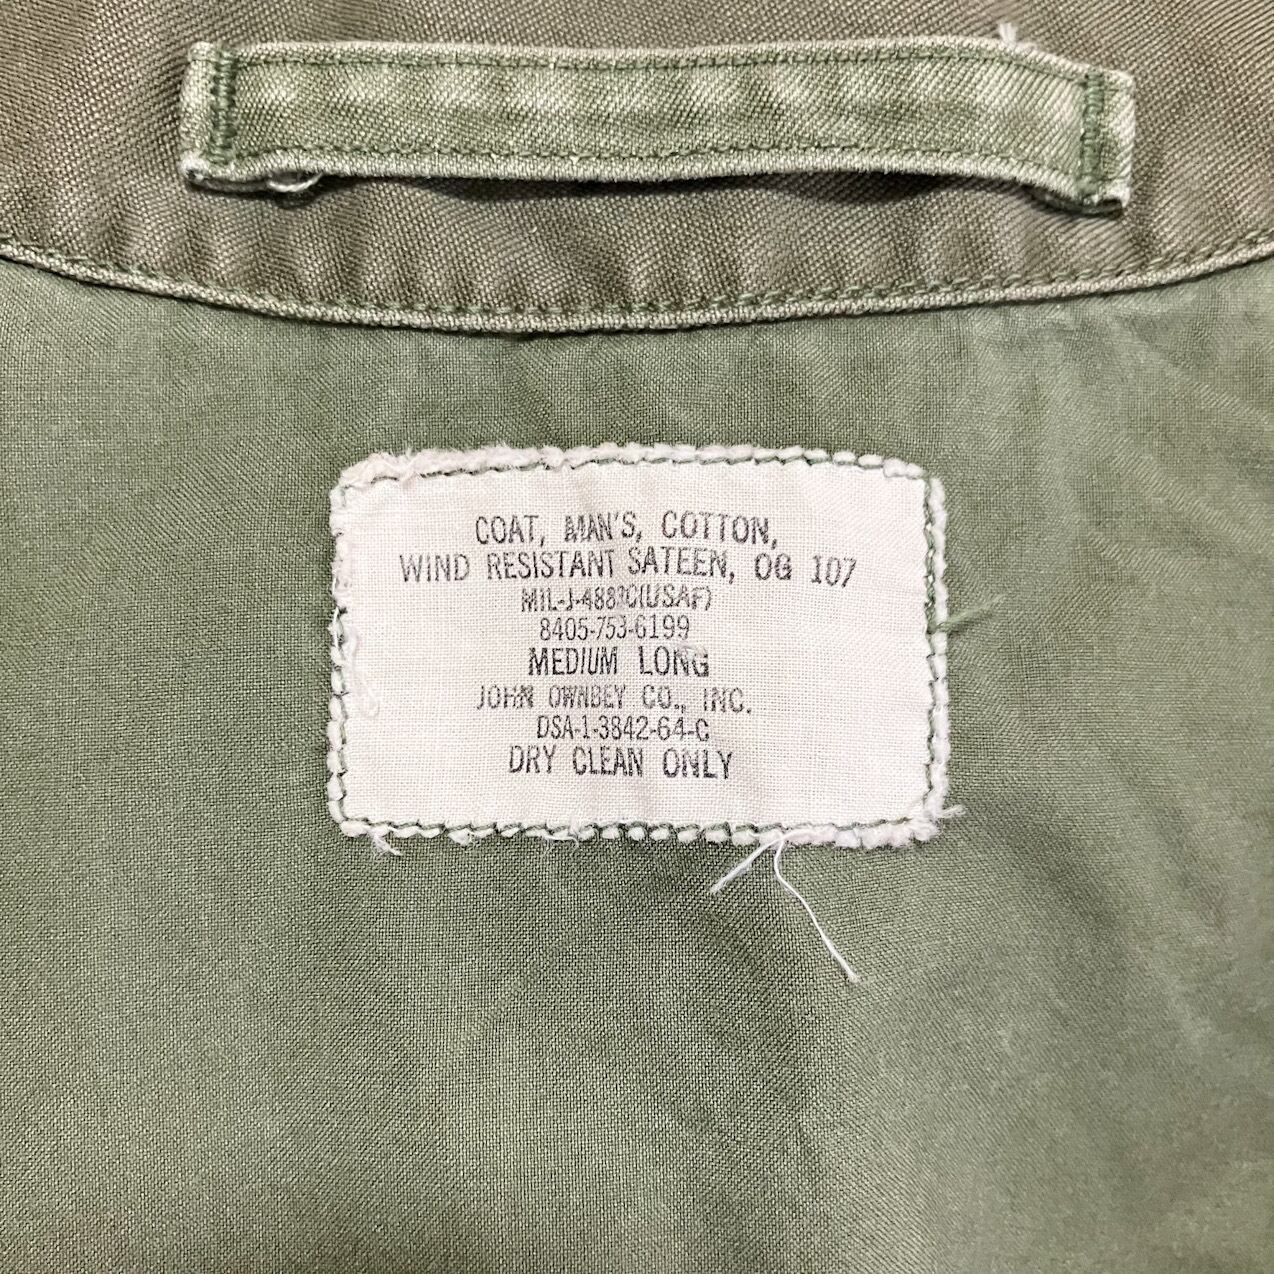 COAT, MAN'S, COTTON,
WIND RESISTANT SATEEN, OG 107
8405-753-6199
MEDIUM LONG
JOHN OWNBEY CO., INC.
DSA-1-3842-64-C
DRY CLEAN ONLY